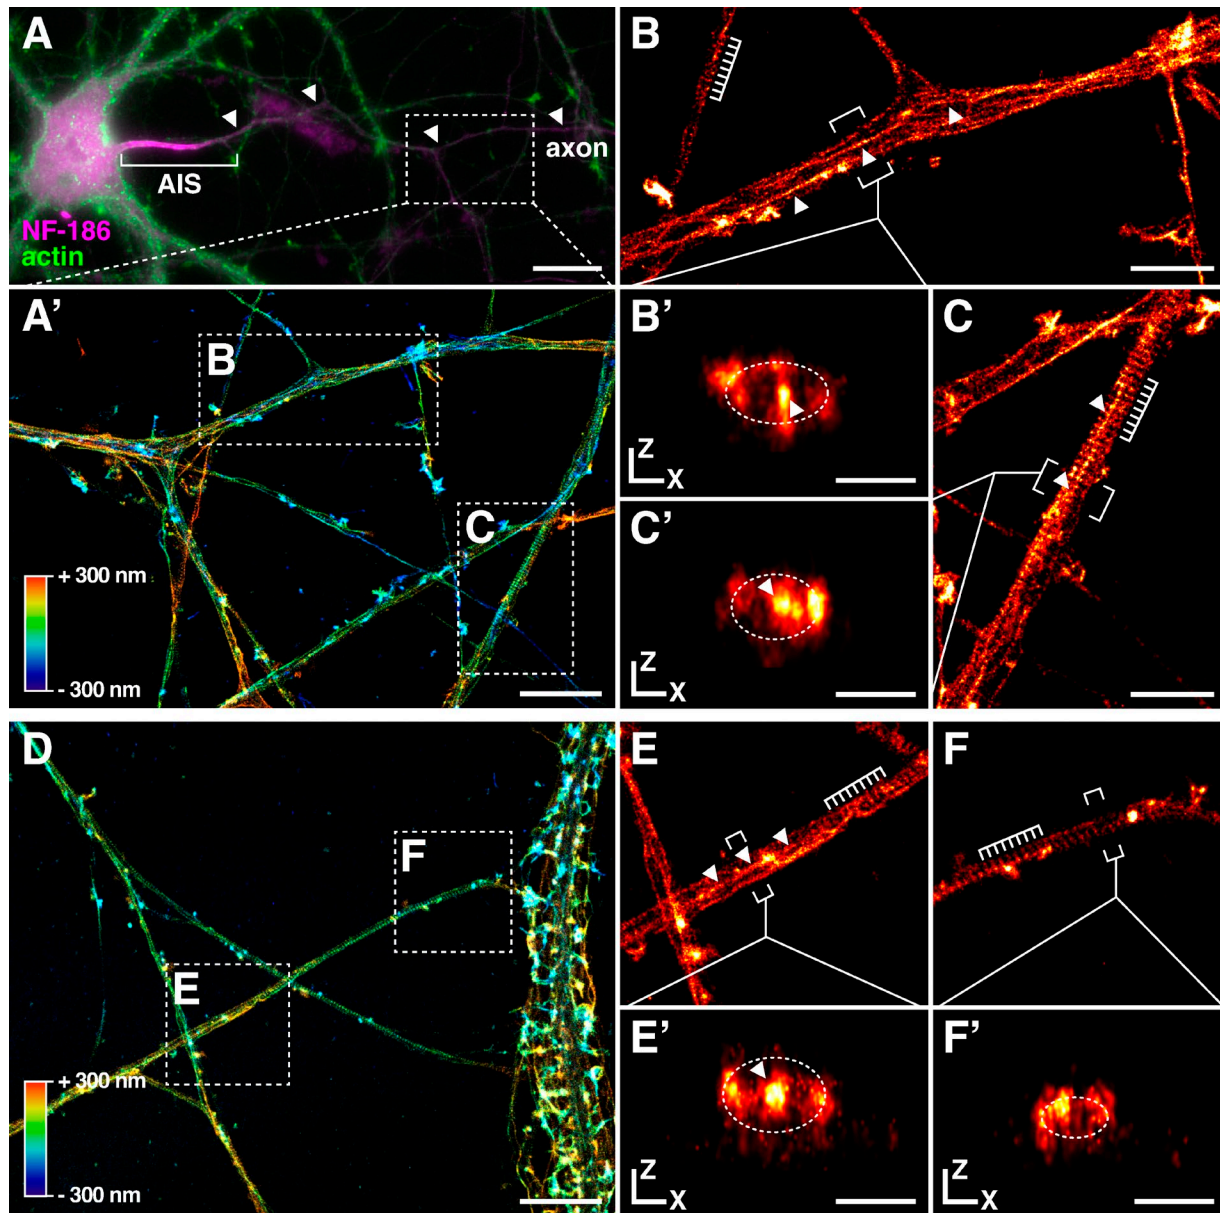 A
AIS
axon
NF-186
actin
B
A’
B
C
+ 300 nm
- 300 nm
B’
Z
X
C’
Z
X
C
D
F
E
+ 300 nm
- 300 nm
E
F
E’
Z
X
F’
Z
X